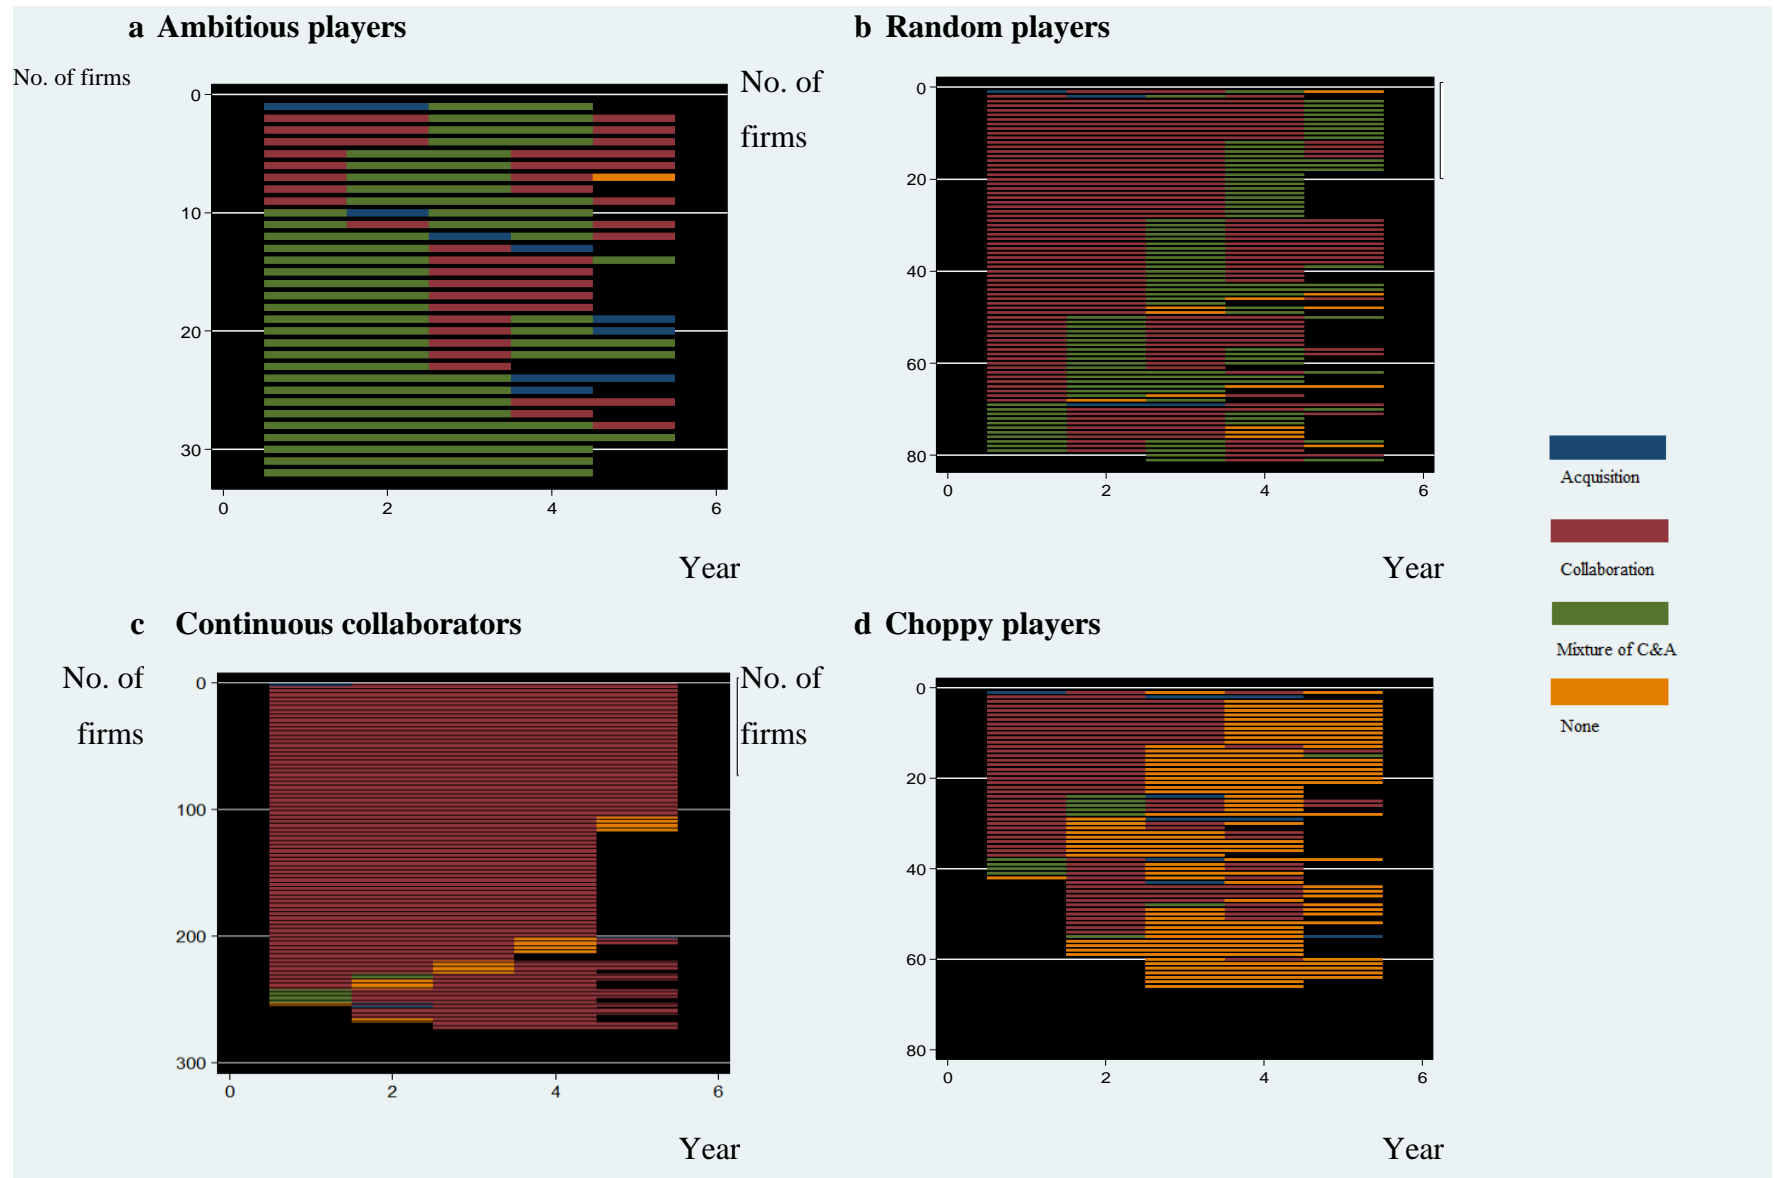 a Ambitious players
No. of firms
0
10
20
30
0 2 4 6
Year
b Random players
No. of
firms
0
20
40
60
80
0 2 4 6
Year
c Continuous collaborators
No. of
firms
0
100
200
300
0 2 4 6
Year
d Choppy players
No. of
firms
0
20
40
60
80
0 2 4 6
Year
Acquisition
Collaboration
Mixture of C&A
None